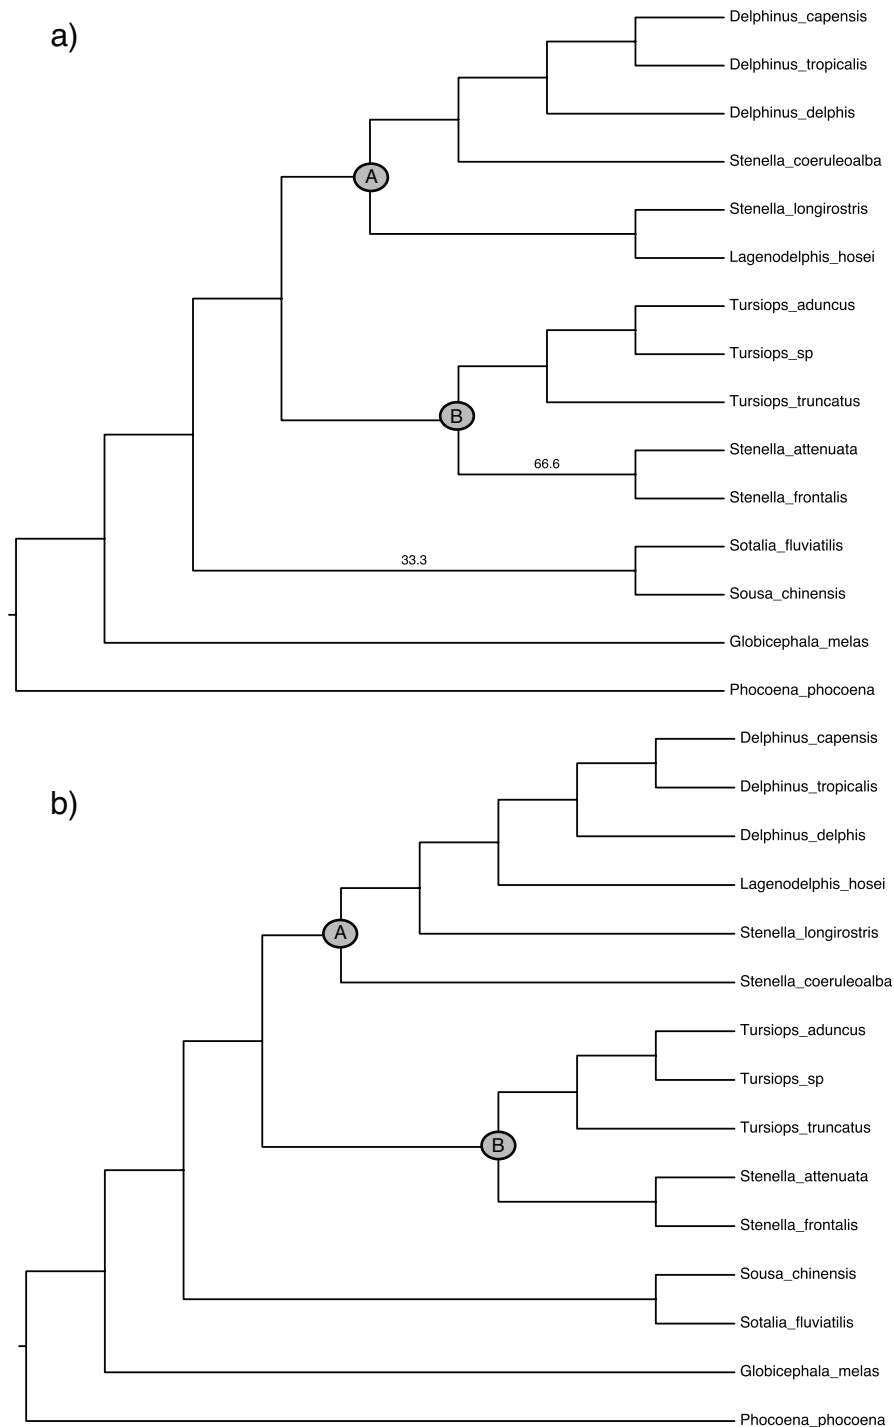 a)
Delphinus_capensis
Delphinus_tropicalis
Delphinus_delphis
Stenella_coeruleoalba
A
Stenella_longirostris
Lagenodelphis_hosei
Tursiops_aduncus
Tursiops_sp
Tursiops_truncatus
B
Stenella_attenuata
66.6
Stenella_frontalis
Sotalia_fluviatilis
33.3
Sousa_chinensis
Globicephala_melas
Phocoena_phocoena
b)
Delphinus_capensis
Delphinus_tropicalis
Delphinus_delphis
Lagenodelphis_hosei
A
Stenella_longirostris
Stenella_coeruleoalba
Tursiops_aduncus
Tursiops_sp
Tursiops_truncatus
B
Stenella_attenuata
Stenella_frontalis
Sousa_chinensis
Sotalia_fluviatilis
Globicephala_melas
Phocoena_phocoena